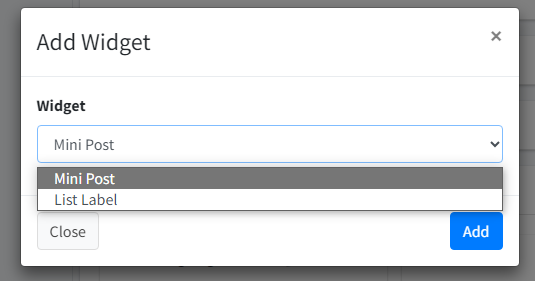 Add Widget
×
Widget
Mini Post
Mini Post
List Label
Close
Add